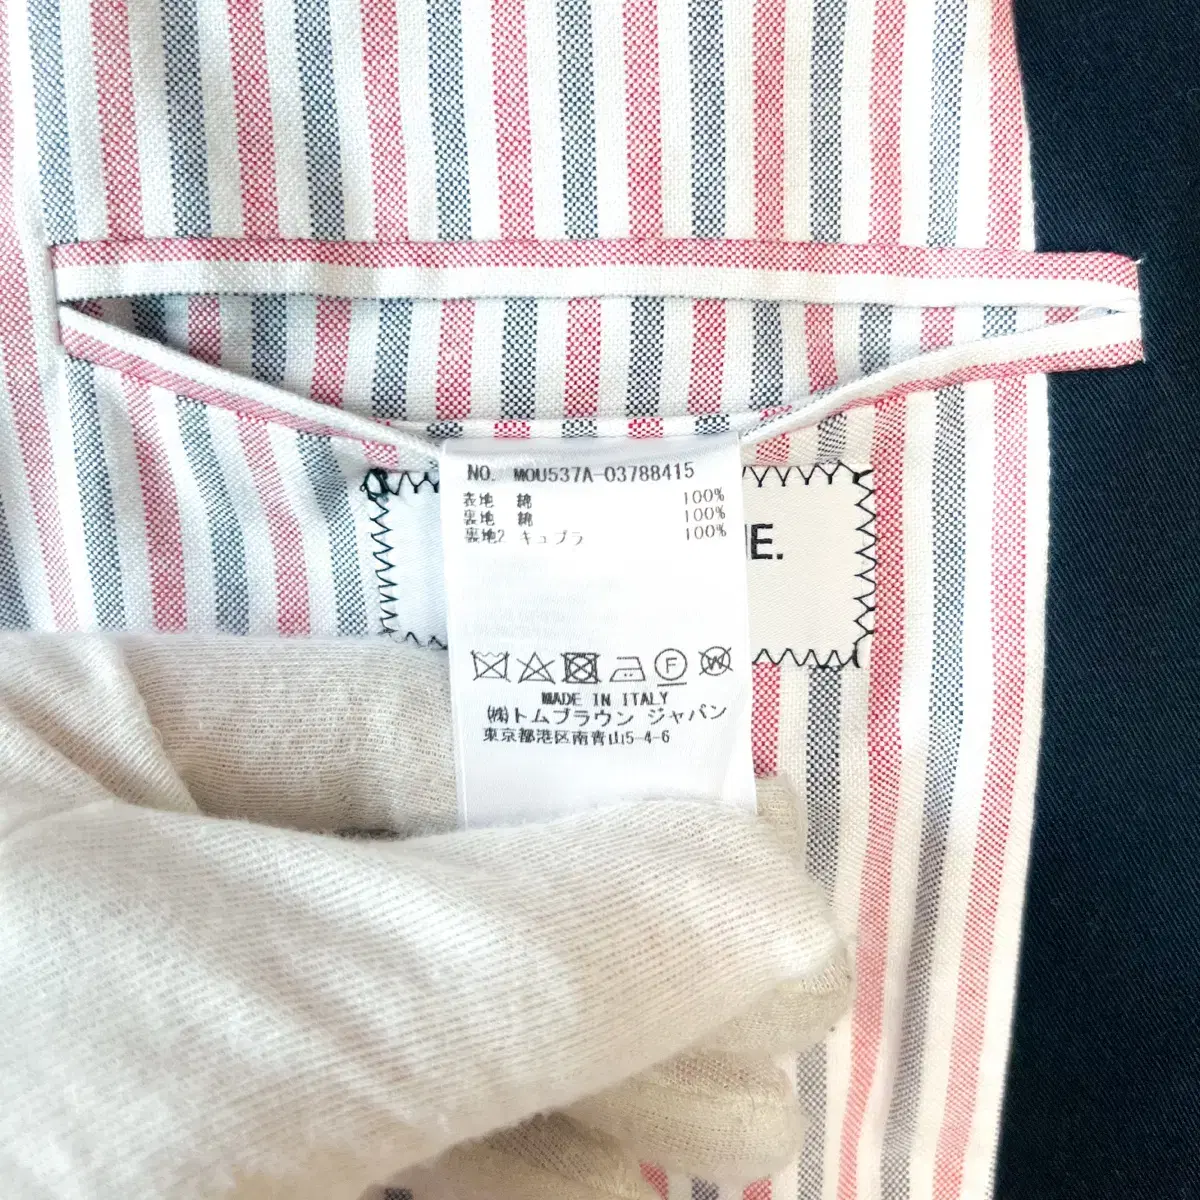 NO. MOU537A-03788415
表地 綿 100%
裏地 綿 100%
裏地2 キュプラ 100%
E.
F
W
MADE IN ITALY
(株)トムブラウン ジャパン
東京都港区南青山5-4-6